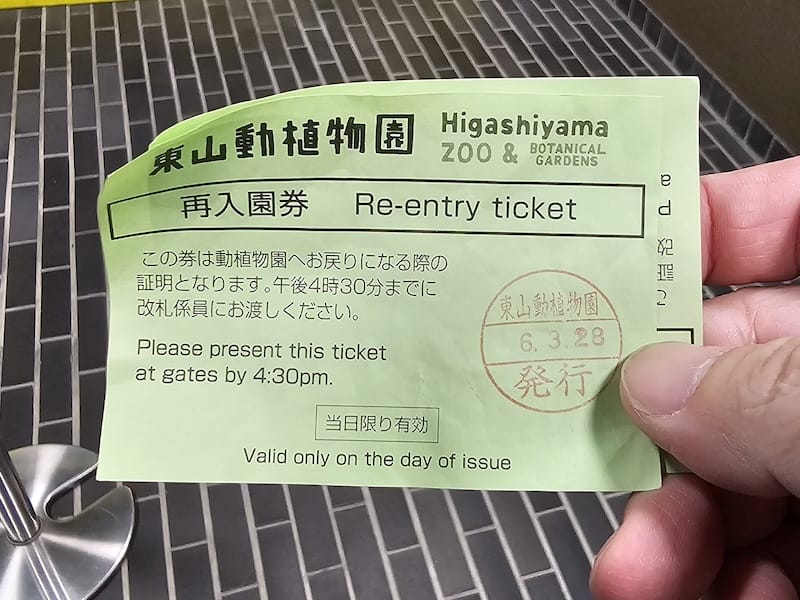 東山動植物園
Higashiyama
ZOO & BOTANICAL GARDENS
再入園券 Re-entry ticket
この券は動植物園へお戻りになる際の
証明となります。午後4時30分までに
改札係員にお渡しください。
Please present this ticket
at gates by 4:30pm.
東山動植物園
6.3.28
発行
当日限り有効
Valid only on the day of issue